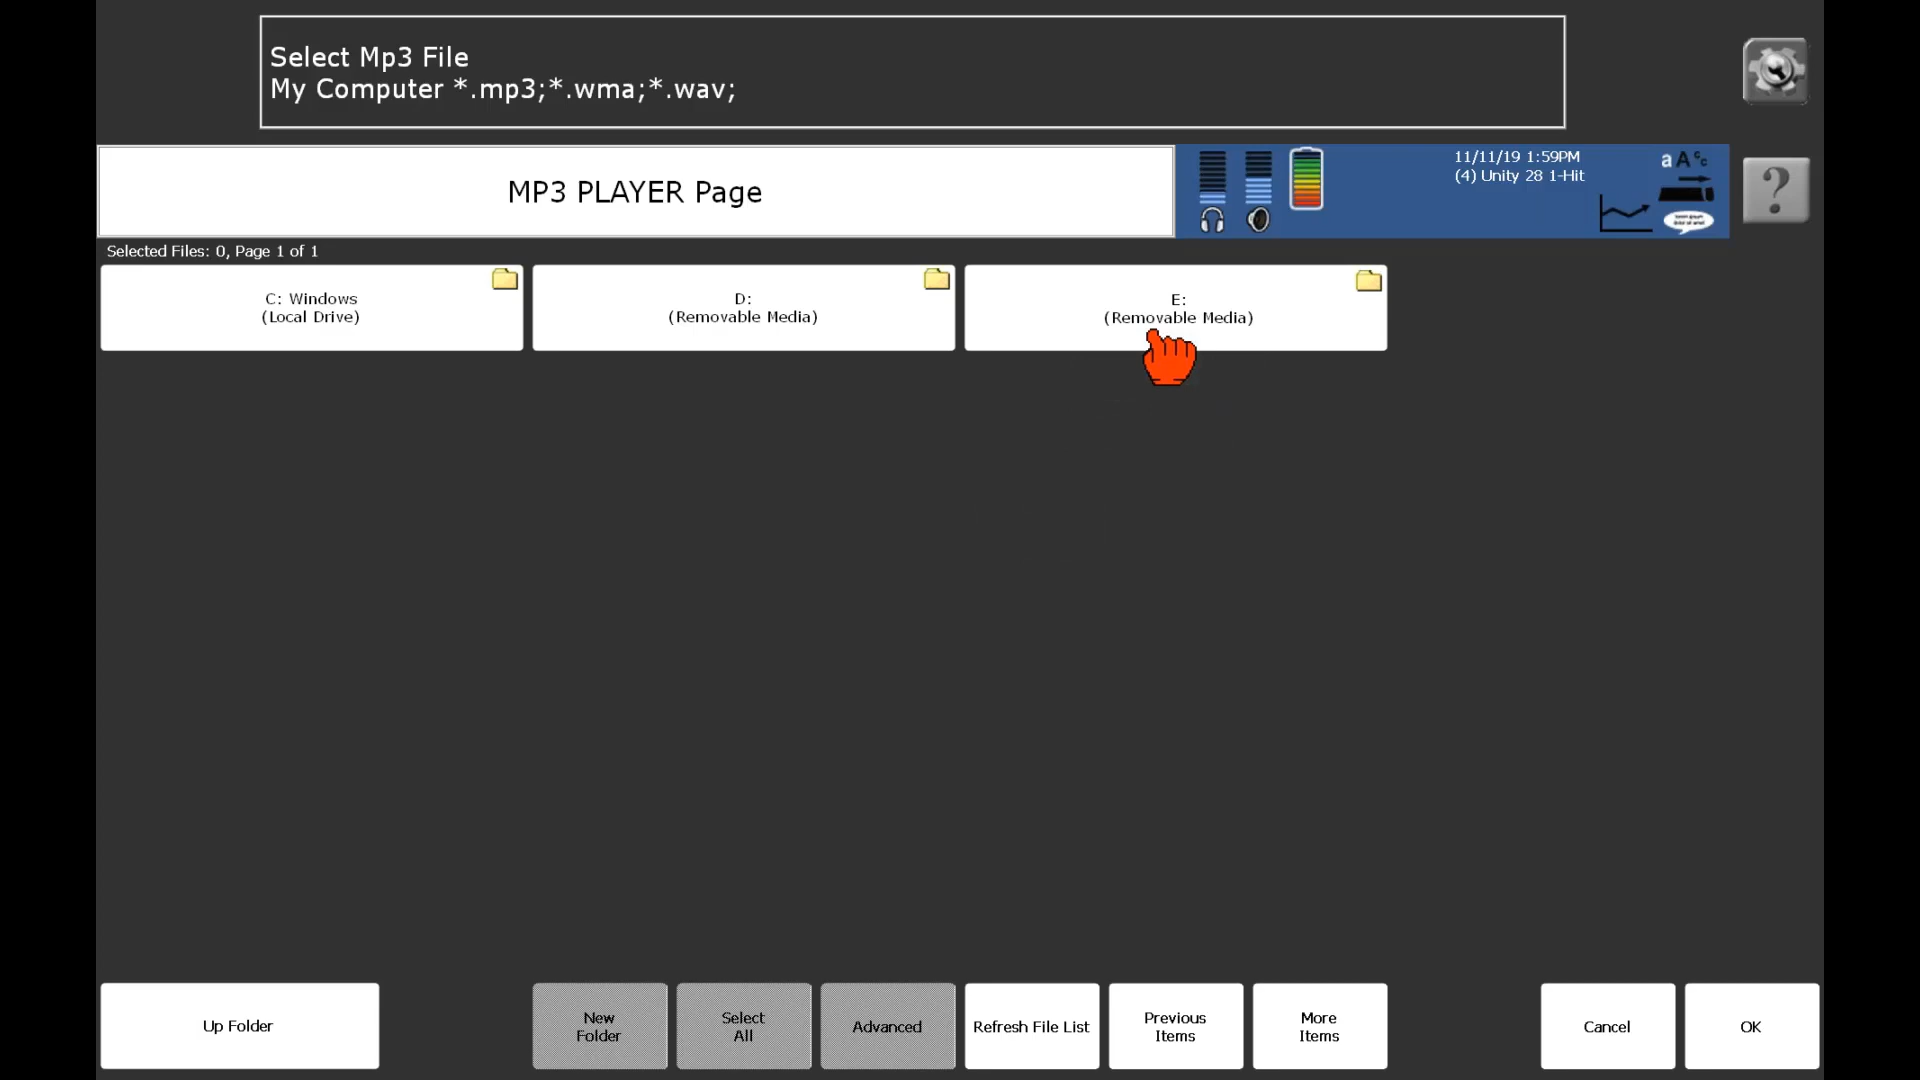 Select Mp3 File
My Computer *.mp3;*.wma;*.wav;
MP3 PLAYER Page
11/11/19 1:59PM
(4) Unity 28 1-Hit
a A c c
?
Selected Files: 0, Page 1 of 1
C: Windows
(Local Drive)
D:
(Removable Media)
E:
(Removable Media)
Up Folder
New
Folder
Select
All
Advanced
Refresh File List
Previous
Items
More
Items
Cancel
OK